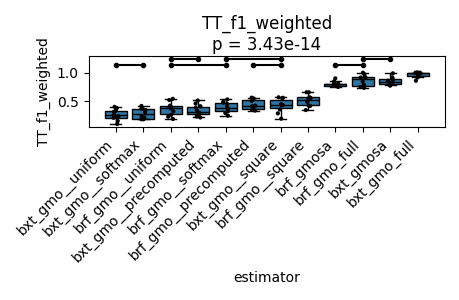 TT_f1_weighted
p = 3.43e-14
TT_f1_weighted
1.0
0.5
bxt_gmo__uniform
bxt_gmo__softmax
brf_gmo__uniform
bxt_gmo__precomputed
brf_gmo__softmax
brf_gmo__precomputed
bxt_gmo__square
brf_gmo__square
brf_gmosa
brf_gmo_full
bxt_gmosa
bxt_gmo_full
estimator